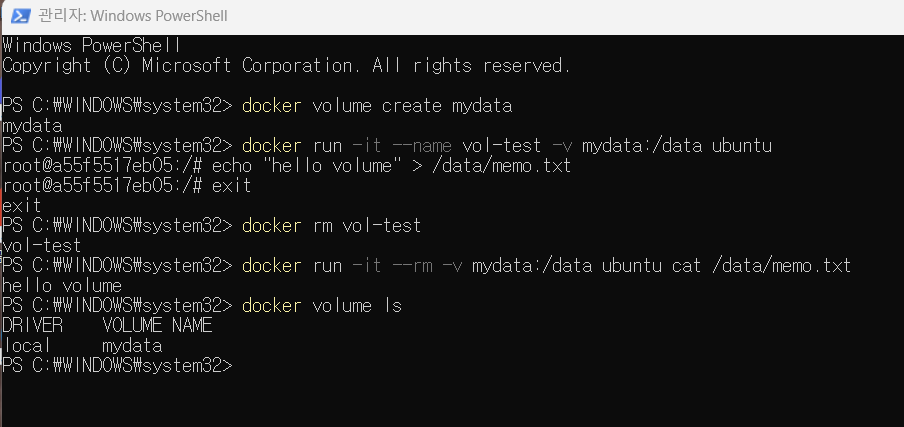 관리자: Windows PowerShell
Windows PowerShell
Copyright (C) Microsoft Corporation. All rights reserved.
PS C:₩WINDOWS₩system32> docker volume create mydata
mydata
PS C:₩WINDOWS₩system32> docker run -it --name vol-test -v mydata:/data ubuntu
root@a55f5517eb05:/# echo "hello volume" > /data/memo.txt
root@a55f5517eb05:/# exit
exit
PS C:₩WINDOWS₩system32> docker rm vol-test
vol-test
PS C:₩WINDOWS₩system32> docker run -it --rm -v mydata:/data ubuntu cat /data/memo.txt
hello volume
PS C:₩WINDOWS₩system32> docker volume ls
DRIVER    VOLUME NAME
local     mydata
PS C:₩WINDOWS₩system32>